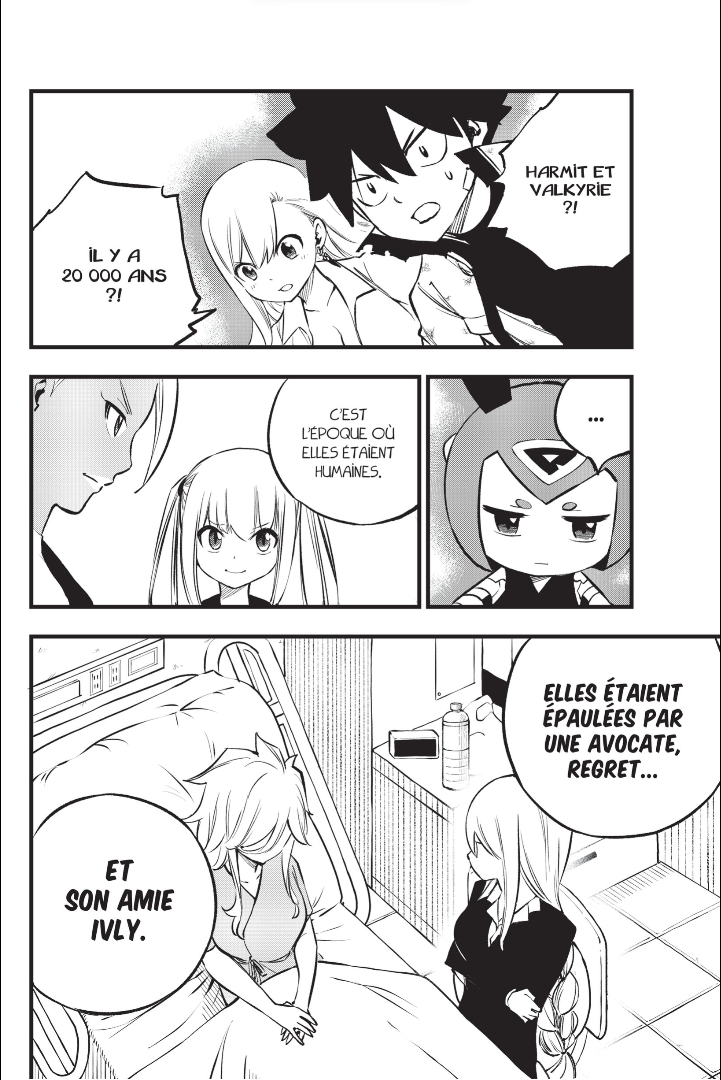 HARMIT ET
VALKYRIE
?!
IL Y A
20 000 ANS
?!
C'EST
L'ÉPOQUE OÙ
ELLES ÉTAIENT
HUMAINES.
...
ELLES ÉTAIENT
ÉPAULÉES PAR
UNE AVOCATE,
REGRET...
ET
SON AMIE
IVLY.